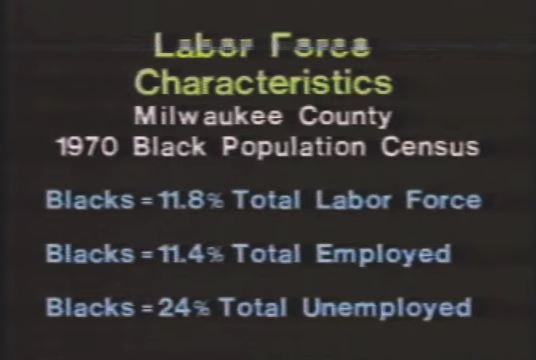 Labor Force
Characteristics
Milwaukee County
1970 Black Population Census
Blacks = 11.8% Total Labor Force
Blacks = 11.4% Total Employed
Blacks = 24% Total Unemployed